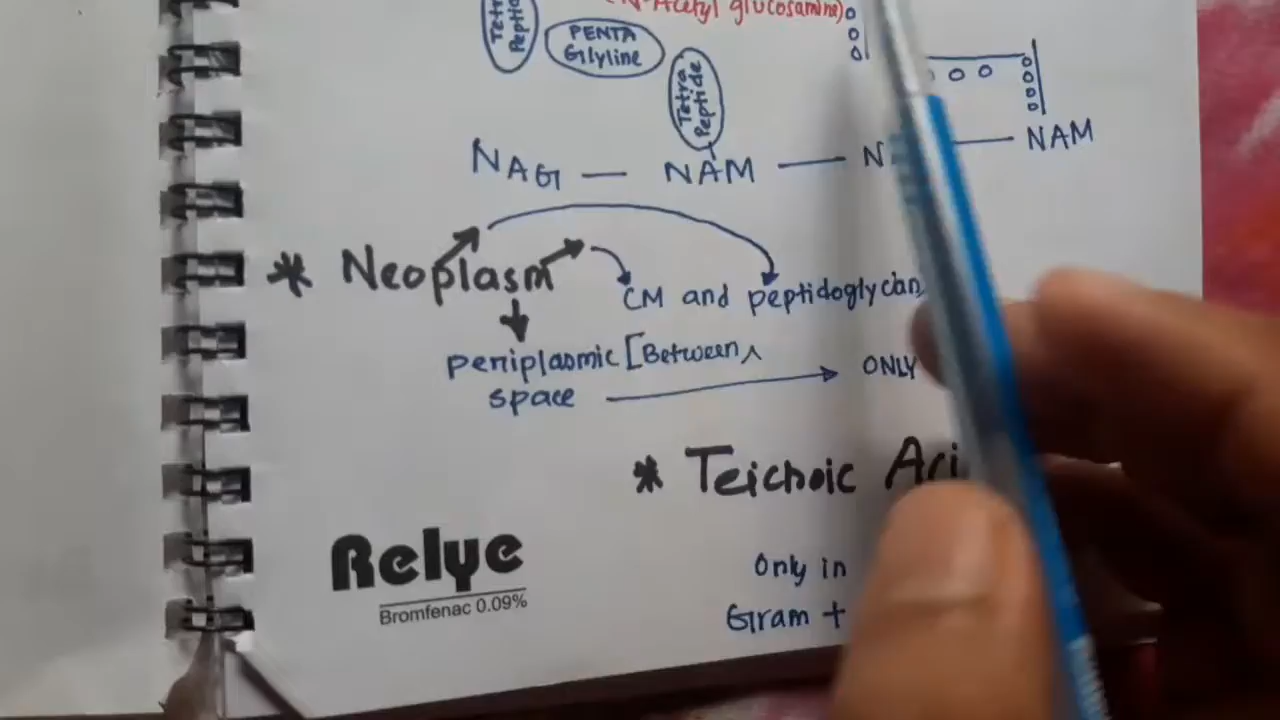 Tetra Peptid
(N-Acetyl glucosamine)
PENTA
Glyline
Tetra
Peptide
NAG — NAM — N — NAM
* Neoplasm
CM and peptidoglycan
periplasmic [Between
space
ONLY
* Teichoic Aci
Only in
Gram +
Relye
Bromfenac 0.09%